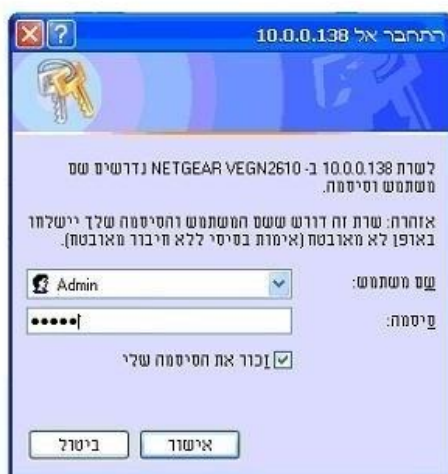 התחבר אל 10.0.0.138
לשרת 10.0.0.138 ב- NETGEAR VEGN2610 נדרשים שם
משתמש וסיסמה.
אזהרה: שרת זה דורש ששם המשתמש והסיסמה שלך יישלחו
באופן לא מאובטח (אימות בסיסי ללא חיבור מאובטח).
שם משתמש:
Admin
סיסמה:
זכור את הסיסמה שלי
אישור
ביטול